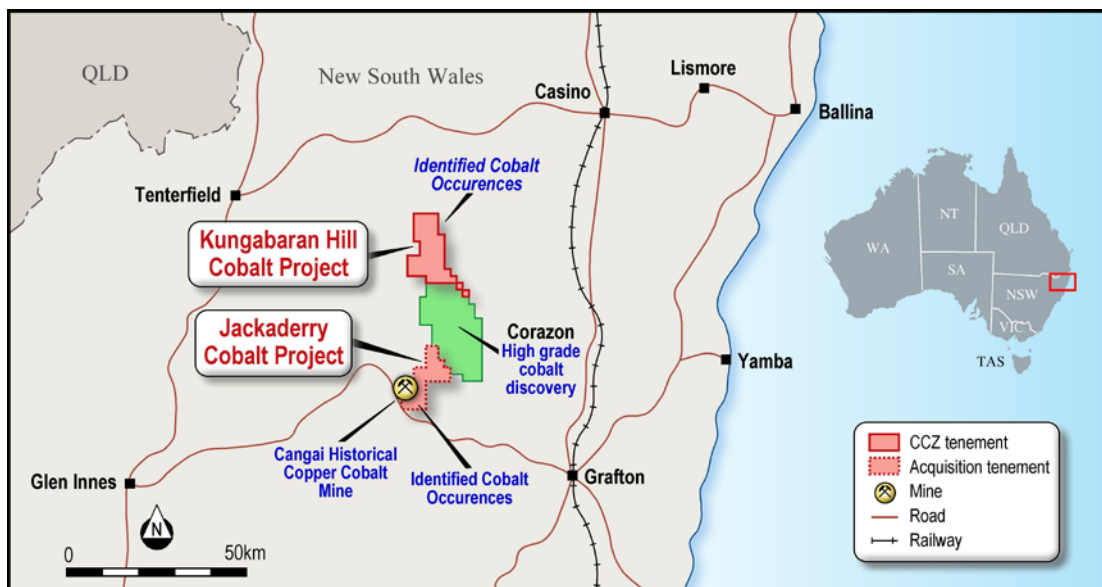 QLD
New South Wales
Lismore
Casino
Ballina
Identified Cobalt
Occurences
Tenterfield
Kungabaran Hill
Cobalt Project
Jackaderry
Cobalt Project
Corazon
High grade
cobalt
discovery
Yamba
Cangai Historical
Copper Cobalt
Mine
Identified Cobalt
Occurences
Glen Innes
Grafton
N
0 50km
NT
QLD
WA
SA
NSW
VIC
TAS
CCZ tenement
Acquisition tenement
Mine
Road
Railway